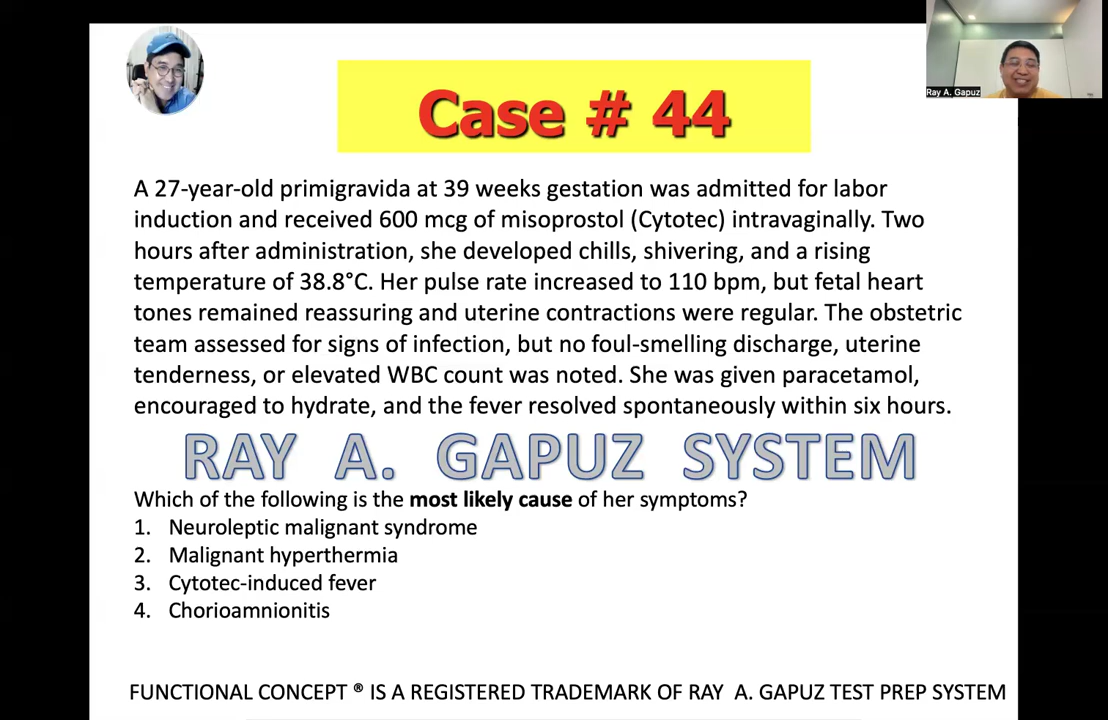 Ray A. Gapuz
Case # 44
A 27-year-old primigravida at 39 weeks gestation was admitted for labor
induction and received 600 mcg of misoprostol (Cytotec) intravaginally. Two
hours after administration, she developed chills, shivering, and a rising
temperature of 38.8°C. Her pulse rate increased to 110 bpm, but fetal heart
tones remained reassuring and uterine contractions were regular. The obstetric
team assessed for signs of infection, but no foul-smelling discharge, uterine
tenderness, or elevated WBC count was noted. She was given paracetamol,
encouraged to hydrate, and the fever resolved spontaneously within six hours.
RAY A. GAPUZ SYSTEM
Which of the following is the most likely cause of her symptoms?
1. Neuroleptic malignant syndrome
2. Malignant hyperthermia
3. Cytotec-induced fever
4. Chorioamnionitis
FUNCTIONAL CONCEPT ® IS A REGISTERED TRADEMARK OF RAY A. GAPUZ TEST PREP SYSTEM